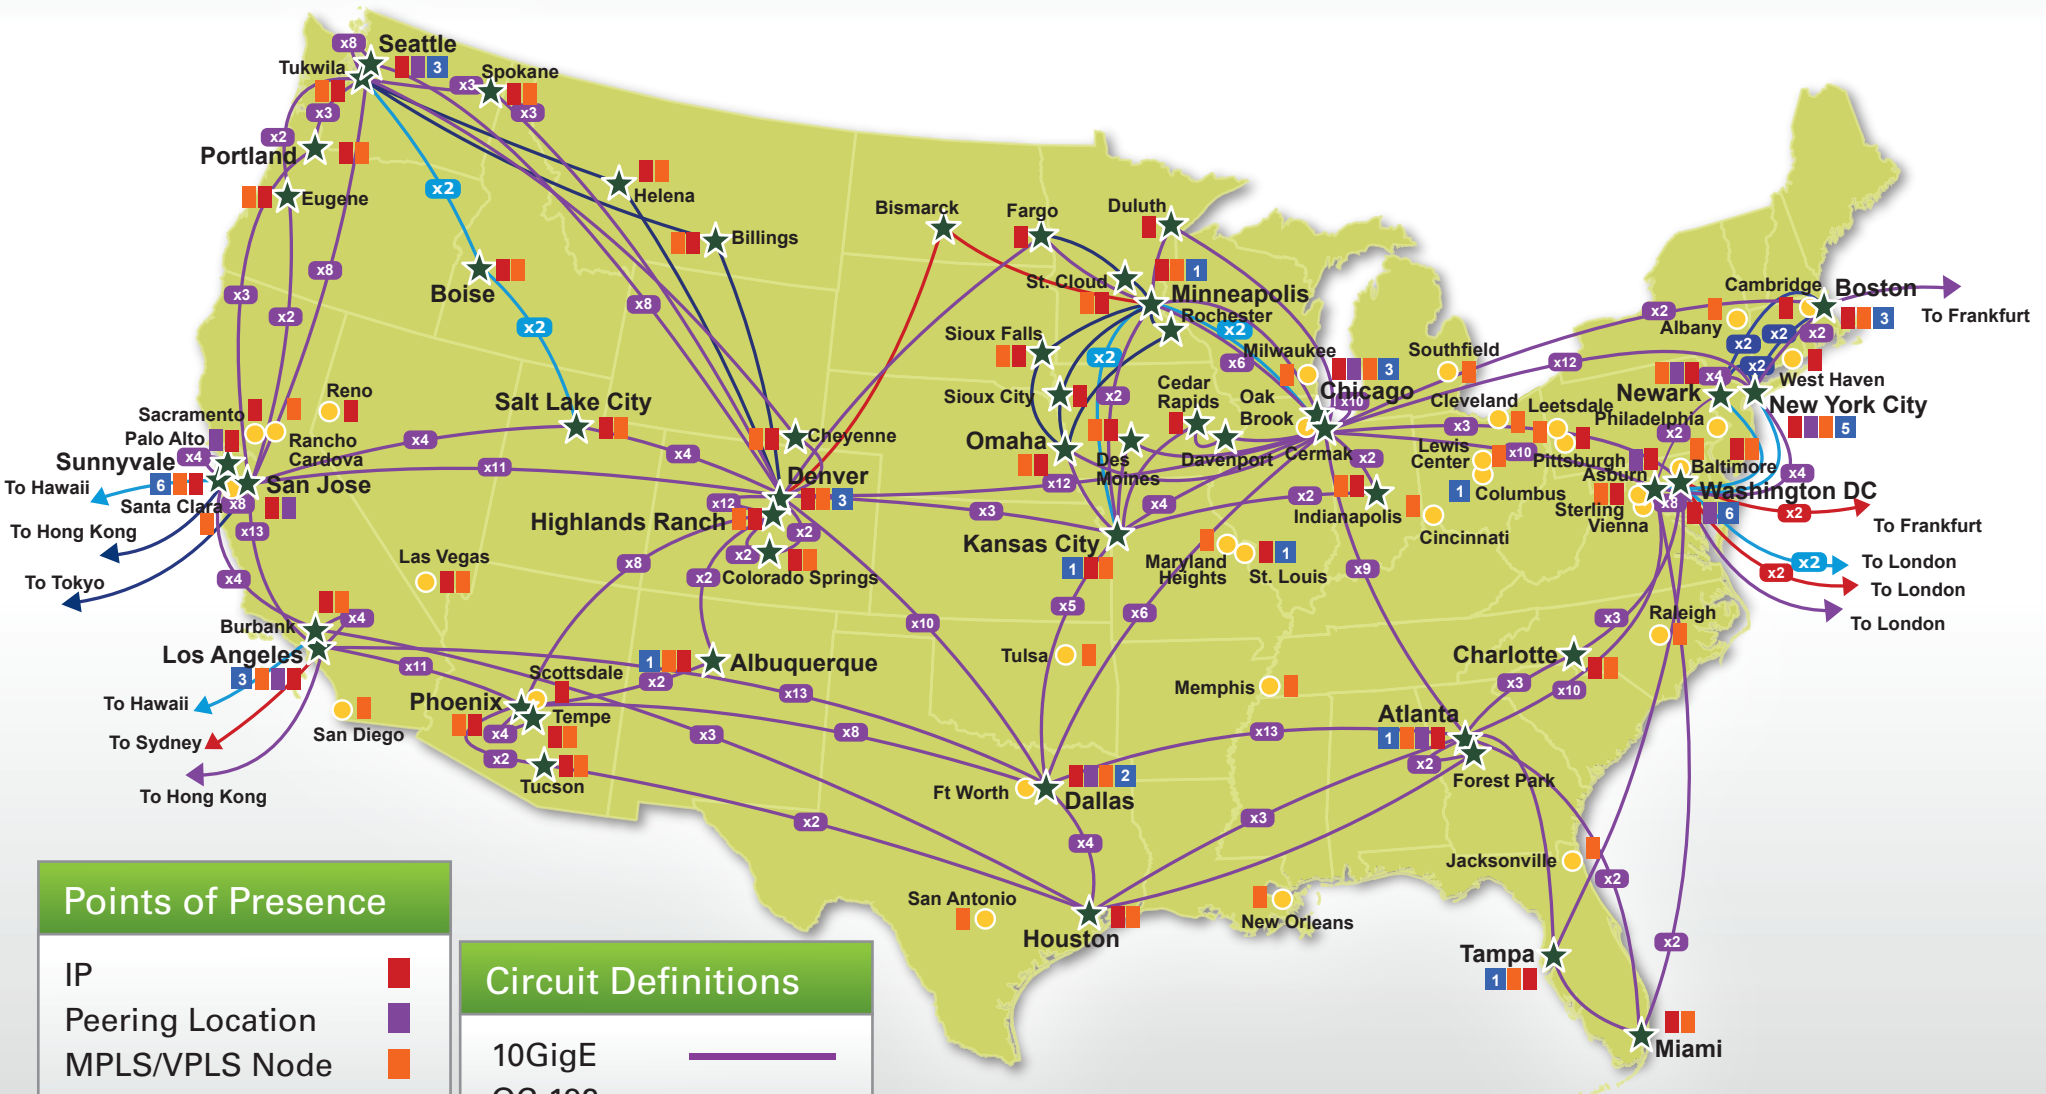 x8
Seattle
3
Tukwila
Spokane
x3
x3
x3
x2
Portland
x2
Helena
Eugene
Billings
Bismarck
Fargo
Duluth
x8
Boise
x3
x2
x2
x8
St. Cloud
1
Minneapolis
Rochester
x2
Sioux Falls
x2
x6
Milwaukee
3
Chicago
x10
Southfield
x2
x12
Cambridge
Boston
3
To Frankfurt
Albany
x2
x2
x2
x2
x4
West Haven
Newark
New York City
5
Reno
Sacramento
Rancho
Cordova
Palo Alto
x4
Sunnyvale
6
To Hawaii
San Jose
Santa Clara
x8
x13
To Hong Kong
To Tokyo
x4
Salt Lake City
x4
x4
x11
Cheyenne
Denver
3
x12
Highlands Ranch
x2
x2
Colorado Springs
Sioux City
x2
Omaha
Des
Moines
Cedar
Rapids
Davenport
Oak
Brook
Cermak
x12
x4
x3
x2
x2
Indianapolis
Cleveland
x3
Leetsdale
Philadelphia
x2
Lewis
Center
x10
Pittsburgh
1
Columbus
Asburn
Baltimore
Sterling
Vienna
x8
Washington DC
6
x4
x2
To Frankfurt
x2
To London
x2
To London
To London
Cincinnati
Kansas City
1
Maryland
Heights
1
St. Louis
Las Vegas
x8
x2
x9
x5
x6
x10
Burbank
x4
Los Angeles
3
x11
To Hawaii
To Sydney
To Hong Kong
San Diego
Scottsdale
Phoenix
Tempe
x4
x2
Tucson
1
Albuquerque
x2
x13
x3
x8
x2
Tulsa
Memphis
x3
Raleigh
Charlotte
x3
x10
Atlanta
1
x13
x2
Forest Park
Ft Worth
2
Dallas
x4
x3
Jacksonville
x2
San Antonio
Houston
New Orleans
x2
Tampa
1
Miami
Points of Presence
IP
Peering Location
MPLS/VPLS Node
Circuit Definitions
10GigE